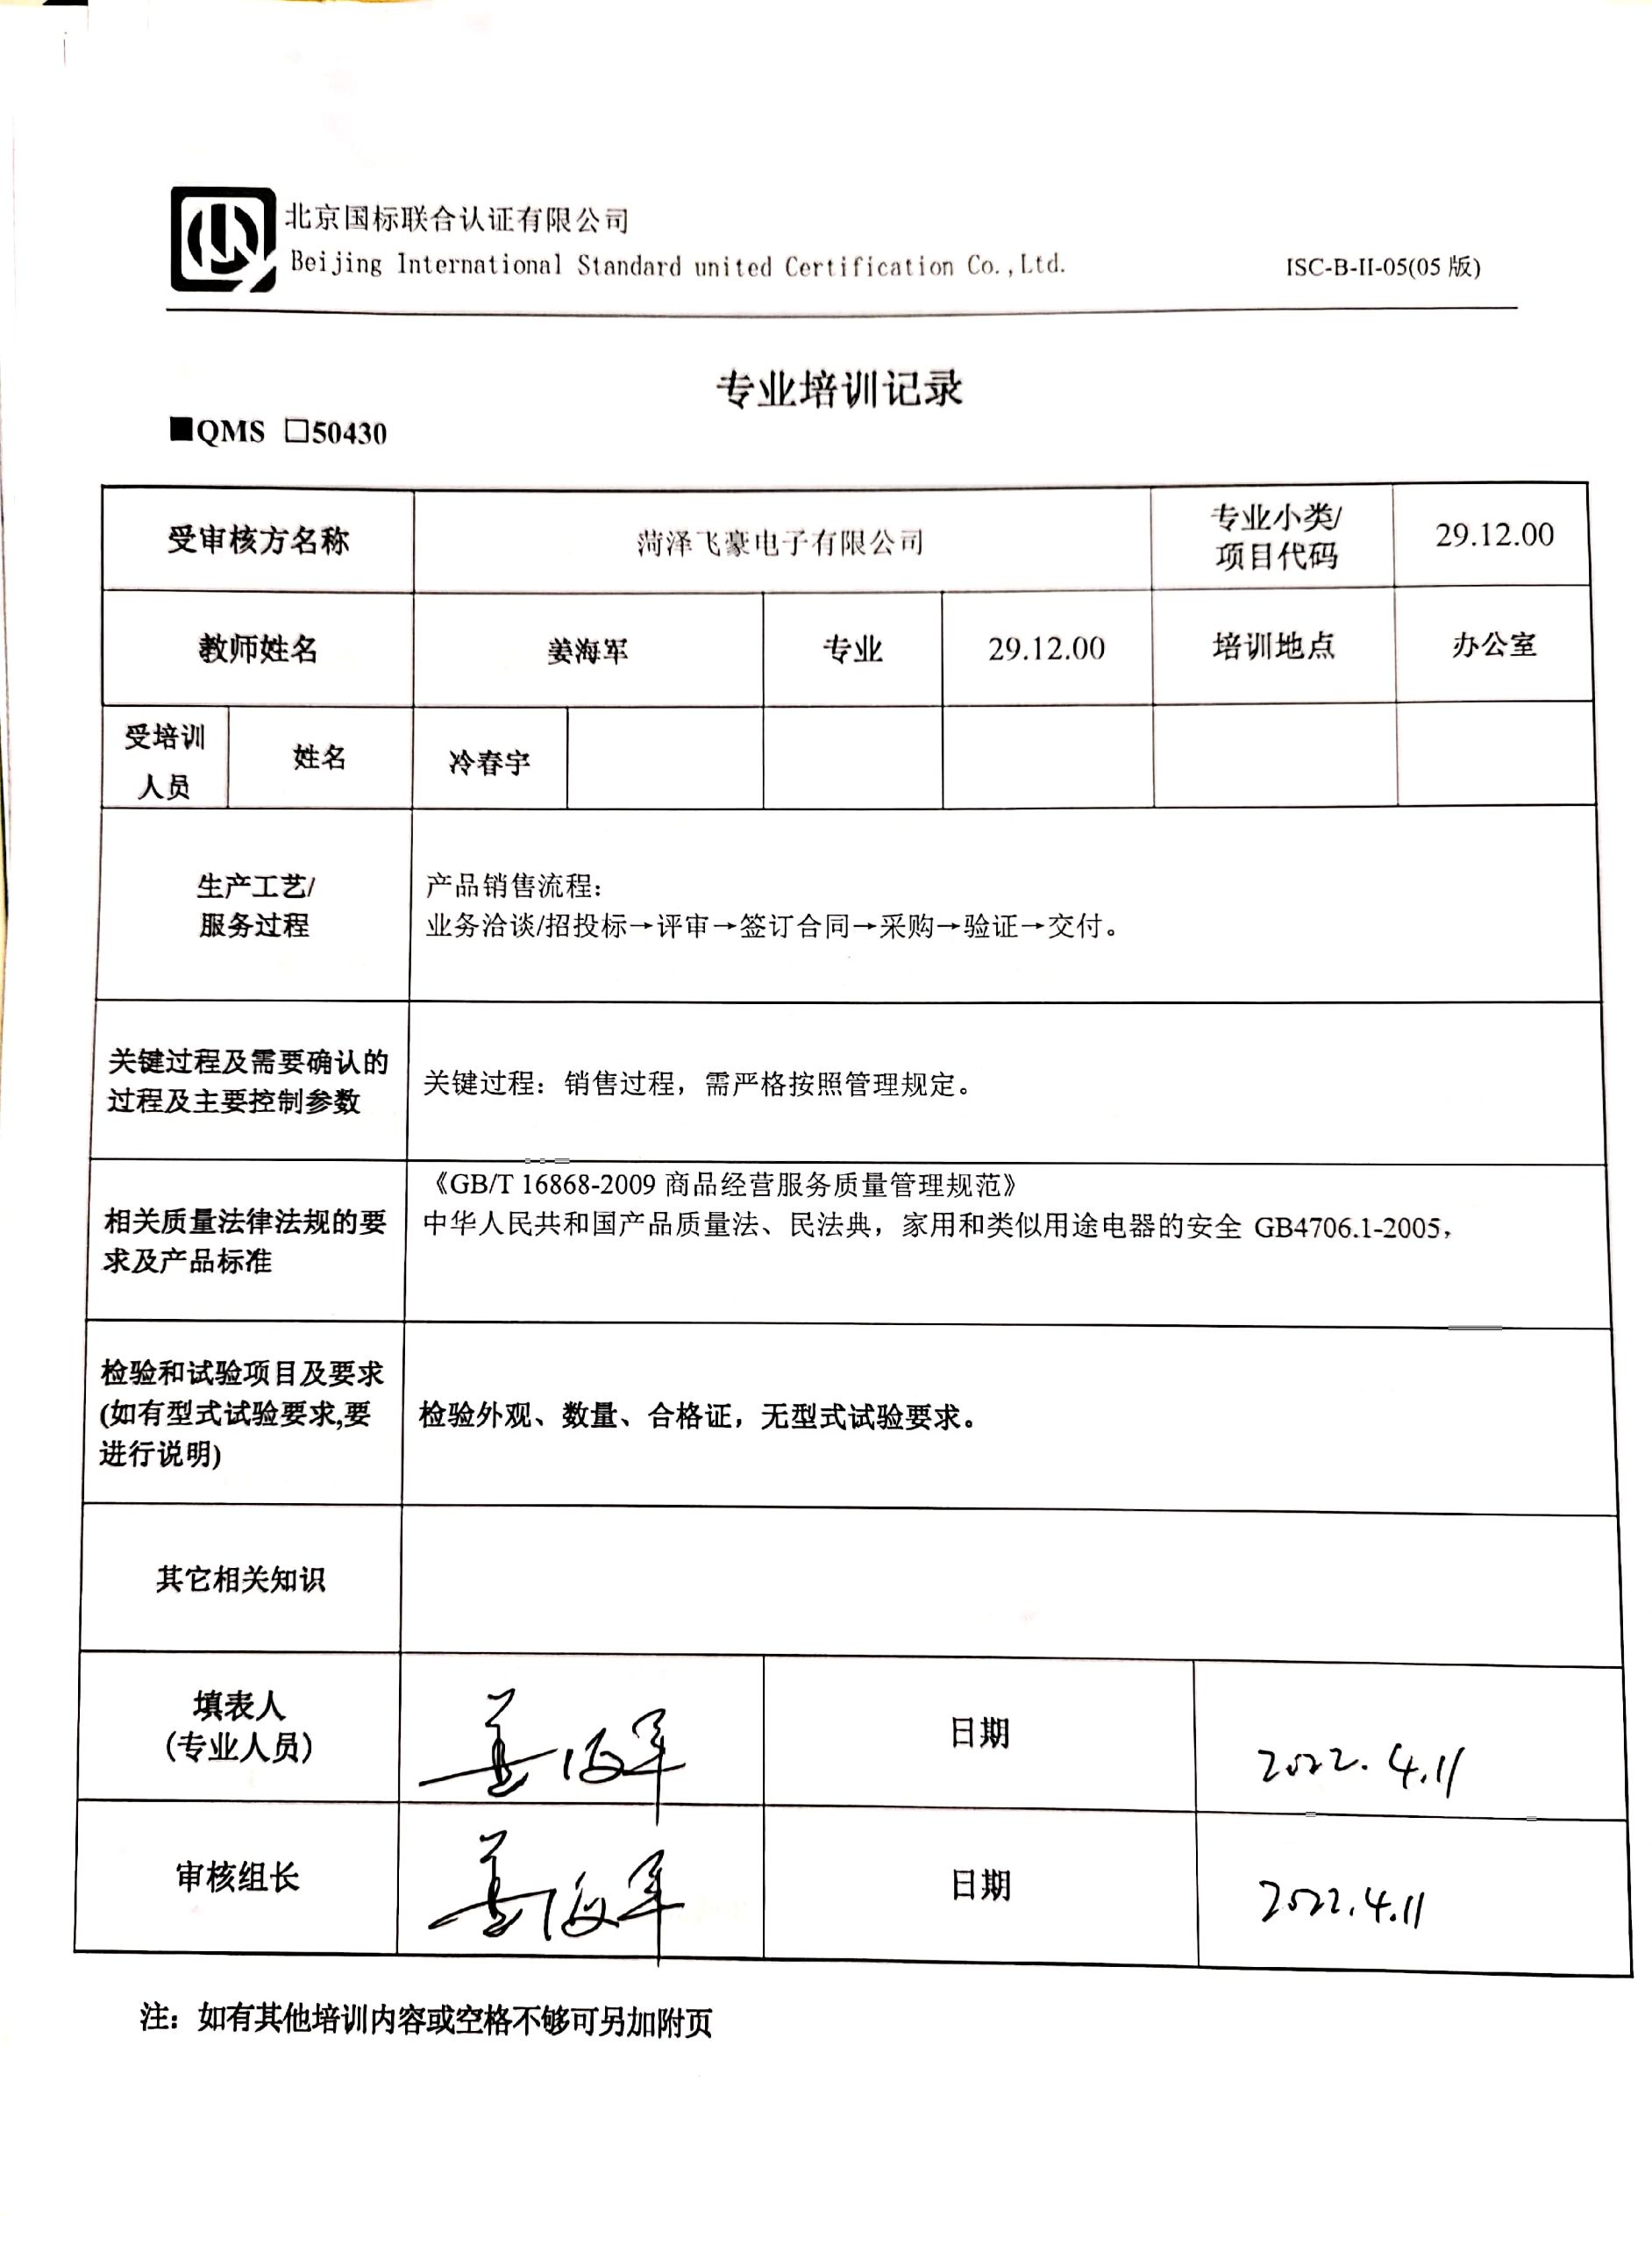 北京国标联合认证有限公司
Beijing International Standard united Certification Co.,Ltd.
ISC-B-II-05(05 版)
专业培训记录
■QMS □50430
受审核方名称
菏泽飞豪电子有限公司
专业小类/
项目代码
29.12.00
教师姓名
姜海军
专业
29.12.00
培训地点
办公室
受培训
人员
姓名
冷春宇
生产工艺/
服务过程
产品销售流程：
业务洽谈/招投标→评审→签订合同→采购→验证→交付。
关键过程及需要确认的
过程及主要控制参数
关键过程：销售过程，需严格按照管理规定。
相关质量法律法规的要
求及产品标准
《GB/T 16868-2009 商品经营服务质量管理规范》
中华人民共和国产品质量法、民法典，家用和类似用途电器的安全 GB4706.1-2005，
检验和试验项目及要求
(如有型式试验要求,要
进行说明)
检验外观、数量、合格证，无型式试验要求。
其它相关知识
填表人
（专业人员）
姜海军
日期
2022.4.11
审核组长
姜海军
日期
2022.4.11
注：如有其他培训内容或空格不够可另加附页